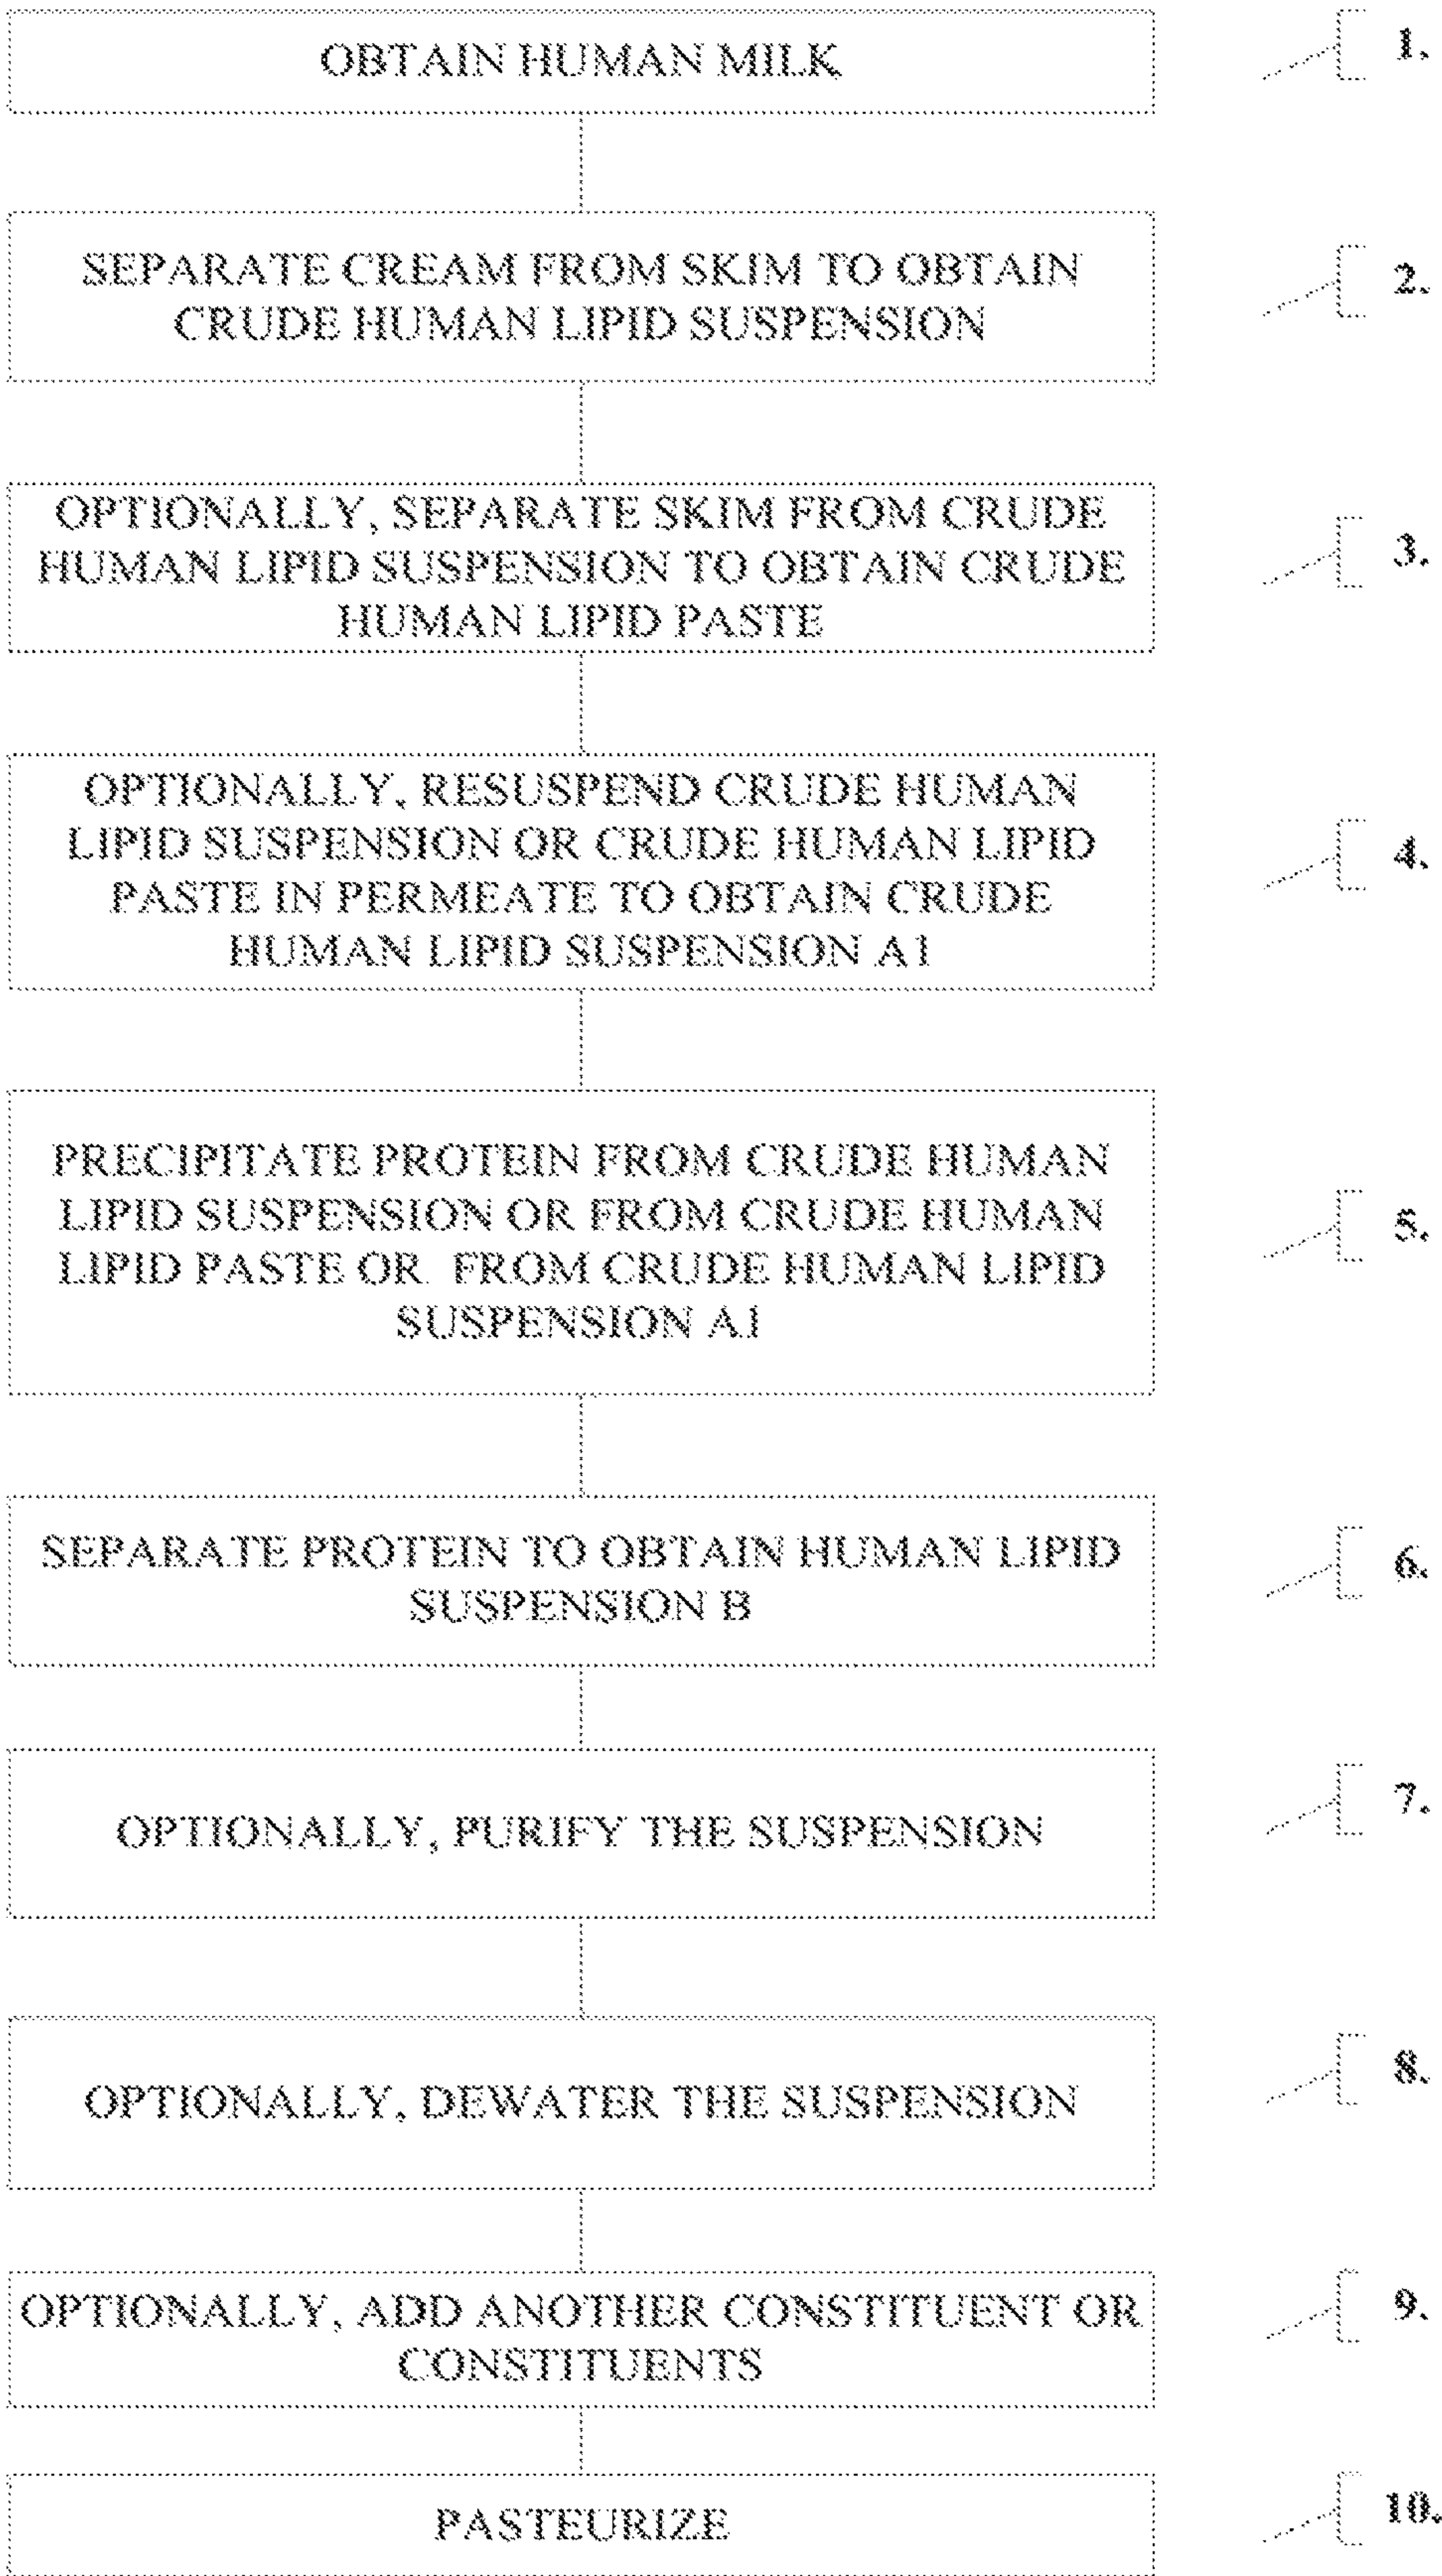 OBTAIN HUMAN MILK
1.
SEPARATE CREAM FROM SKIM TO OBTAIN
CRUDE HUMAN LIPID SUSPENSION
2.
OPTIONALLY, SEPARATE SKIM FROM CRUDE
HUMAN LIPID SUSPENSION TO OBTAIN CRUDE
HUMAN LIPID PASTE
3.
OPTIONALLY, RESUSPEND CRUDE HUMAN
LIPID SUSPENSION OR CRUDE HUMAN LIPID
PASTE IN PERMEATE TO OBTAIN CRUDE
HUMAN LIPID SUSPENSION A1
4.
PRECIPITATE PROTEIN FROM CRUDE HUMAN
LIPID SUSPENSION OR FROM CRUDE HUMAN
LIPID PASTE OR FROM CRUDE HUMAN LIPID
SUSPENSION A1
5.
SEPARATE PROTEIN TO OBTAIN HUMAN LIPID
SUSPENSION B
6.
OPTIONALLY, PURIFY THE SUSPENSION
7.
OPTIONALLY, DEWATER THE SUSPENSION
8.
OPTIONALLY, ADD ANOTHER CONSTITUENT OR
CONSTITUENTS
9.
PASTEURIZE
10.